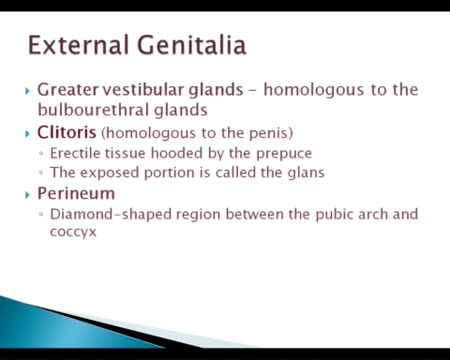 External Genitalia
Greater vestibular glands – homologous to the
bulbourethral glands
Clitoris (homologous to the penis)
Erectile tissue hooded by the prepuce
The exposed portion is called the glans
Perineum
Diamond-shaped region between the pubic arch and
coccyx